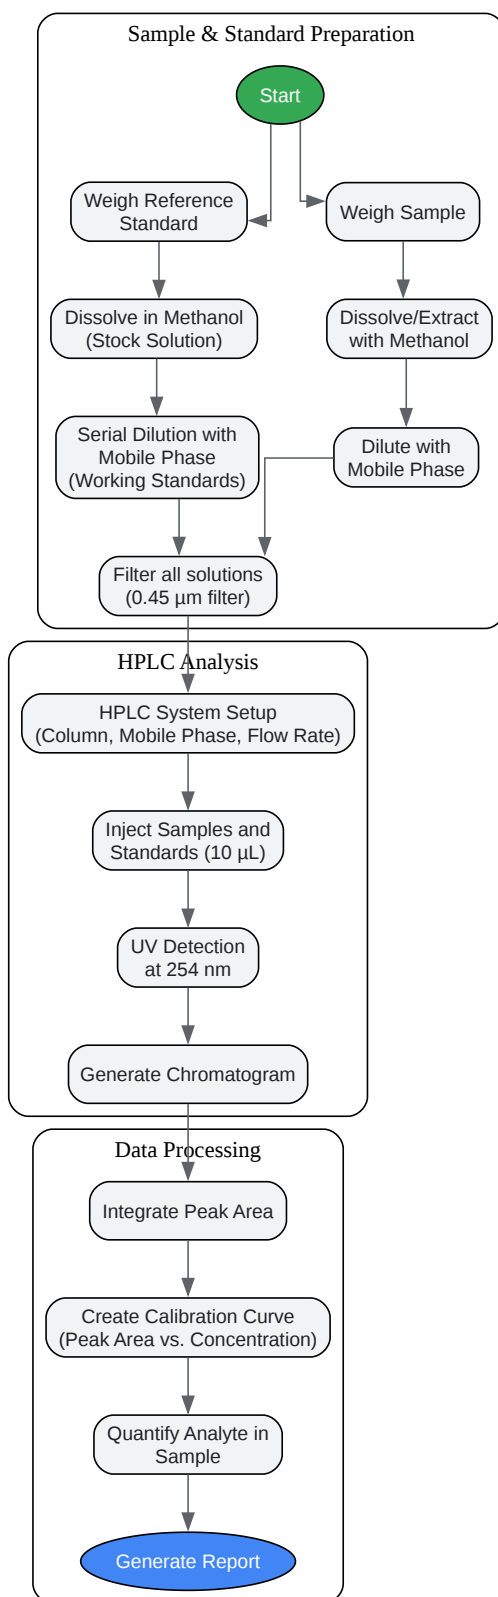 Sample & Standard Preparation
Start
Weigh Reference
Standard
Weigh Sample
Dissolve in Methanol
(Stock Solution)
Dissolve/Extract
with Methanol
Serial Dilution with
Mobile Phase
(Working Standards)
Dilute with
Mobile Phase
Filter all solutions
(0.45 µm filter)
HPLC Analysis
HPLC System Setup
(Column, Mobile Phase, Flow Rate)
Inject Samples and
Standards (10 µL)
UV Detection
at 254 nm
Generate Chromatogram
Data Processing
Integrate Peak Area
Create Calibration Curve
(Peak Area vs. Concentration)
Quantify Analyte in
Sample
Generate Report